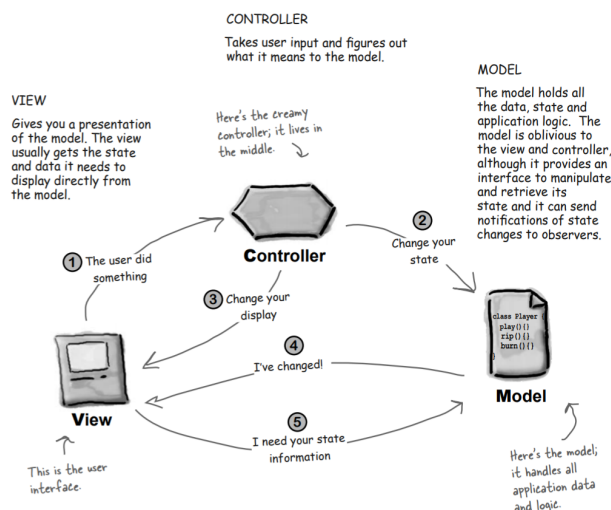 CONTROLLER
Takes user input and figures out
what it means to the model.
MODEL
The model holds all
the data, state and
application logic. The
model is oblivious to
the view and controller,
although it provides an
interface to manipulate
and retrieve its
state and it can send
notifications of state
changes to observers.
VIEW
Gives you a presentation
of the model. The view
usually gets the state
and data it needs to
display directly from
the model.
Here's the creamy
controller; it lives in
the middle.
Controller
1 The user did
something
2
Change your
state
3 Change your
display
4
I've changed!
5
I need your state
information
class Player {
play(){}
rip(){}
burn(){}
}
Model
View
This is the user
interface.
Here's the model;
it handles all
application data
and logic.